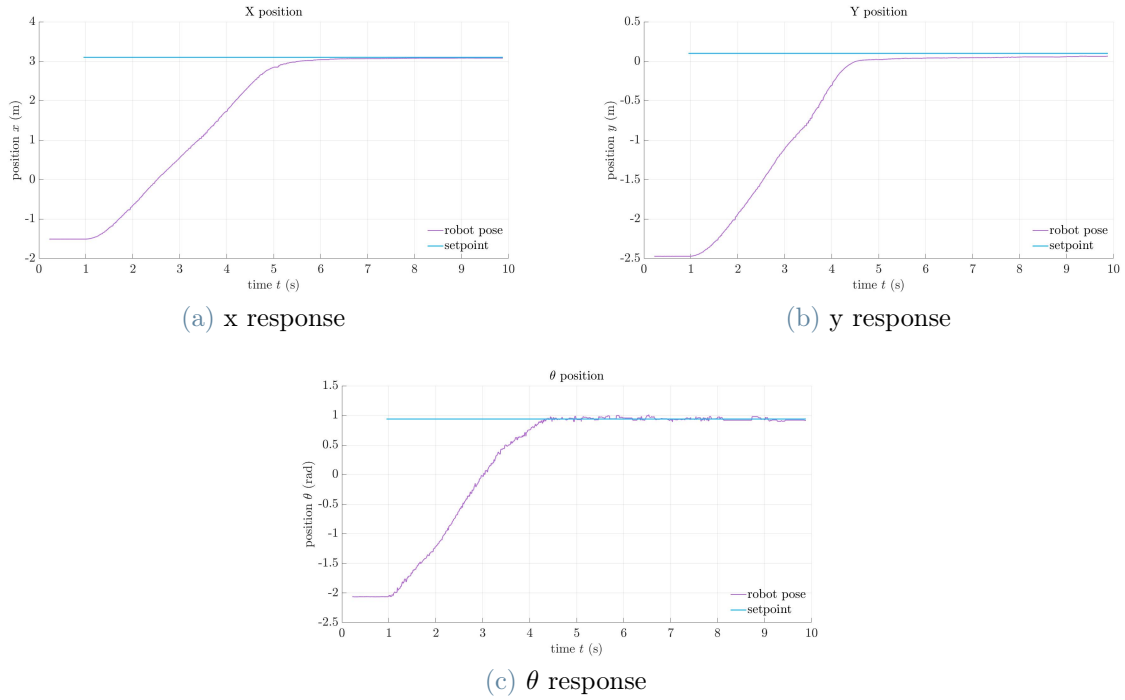 X position
position x (m)
4
3
2
1
0
-1
-2
0 1 2 3 4 5 6 7 8 9 10
time t (s)
robot pose
setpoint
(a) x response
Y position
position y (m)
0.5
0
-0.5
-1
-1.5
-2
-2.5
0 1 2 3 4 5 6 7 8 9 10
time t (s)
robot pose
setpoint
(b) y response
θ position
position θ (rad)
1.5
1
0.5
0
-0.5
-1
-1.5
-2
-2.5
0 1 2 3 4 5 6 7 8 9 10
time t (s)
robot pose
setpoint
(c) θ response